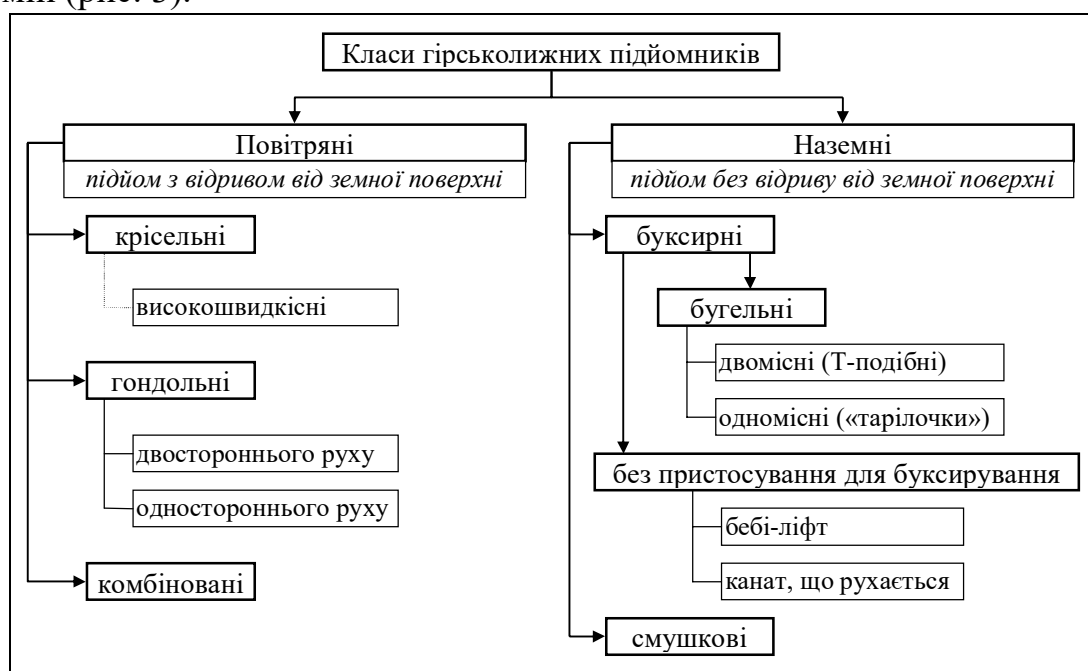 (рис. 3).
Класи гірськолижних підйомників
Повітряні
підйом з відривом від земної поверхні
крісельні
високошвидкісні
гондольні
двостороннього руху
одностороннього руху
комбіновані
Наземні
підйом без відриву від земної поверхні
буксирні
бугельні
двомісні (Т-подібні)
одномісні («тарілочки»)
без пристосування для буксирування
бебі-ліфт
канат, що рухається
смушкові